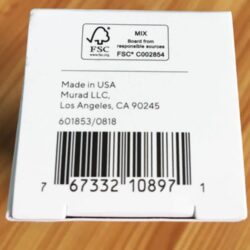 MIX
Board from
responsible sources
FSC® C002854
FSC
www.fsc.org
Made in USA
Murad LLC,
Los Angeles, CA 90245
601853/0818
7 67332 10897 1